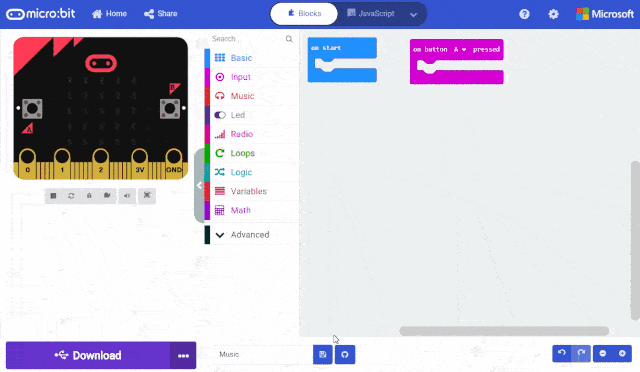 micro:bit Home Share Blocks JavaScript ? Microsoft
Search...
Basic
Input
Music
Led
Radio
Loops
Logic
Variables
Math
Advanced
on start
on button A pressed
B
A
0 1 2 3V GND
Download
Music